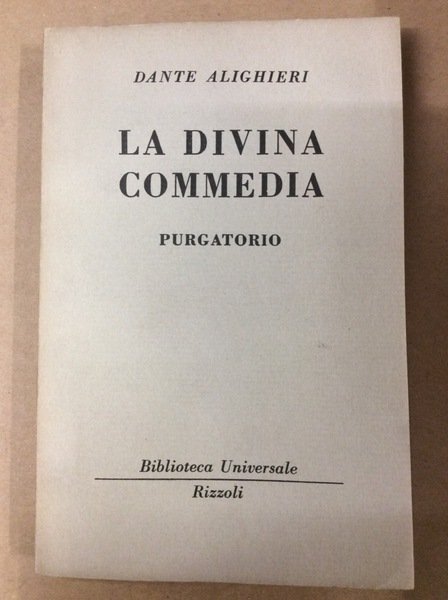 DANTE ALIGHIERI
LA DIVINA
COMMEDIA
PURGATORIO
Biblioteca Universale
Rizzoli